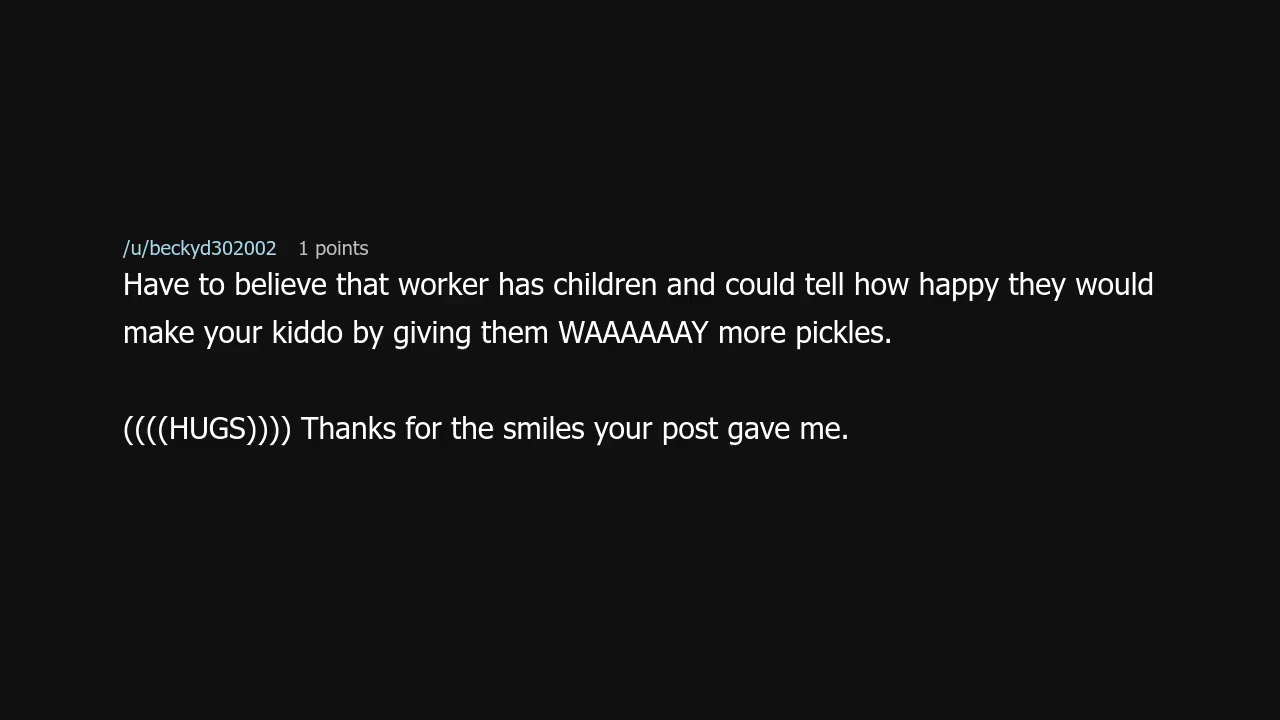 /u/beckyd302002 1 points
Have to believe that worker has children and could tell how happy they would
make your kiddo by giving them WAAAAAAY more pickles.
((((HUGS)))) Thanks for the smiles your post gave me.